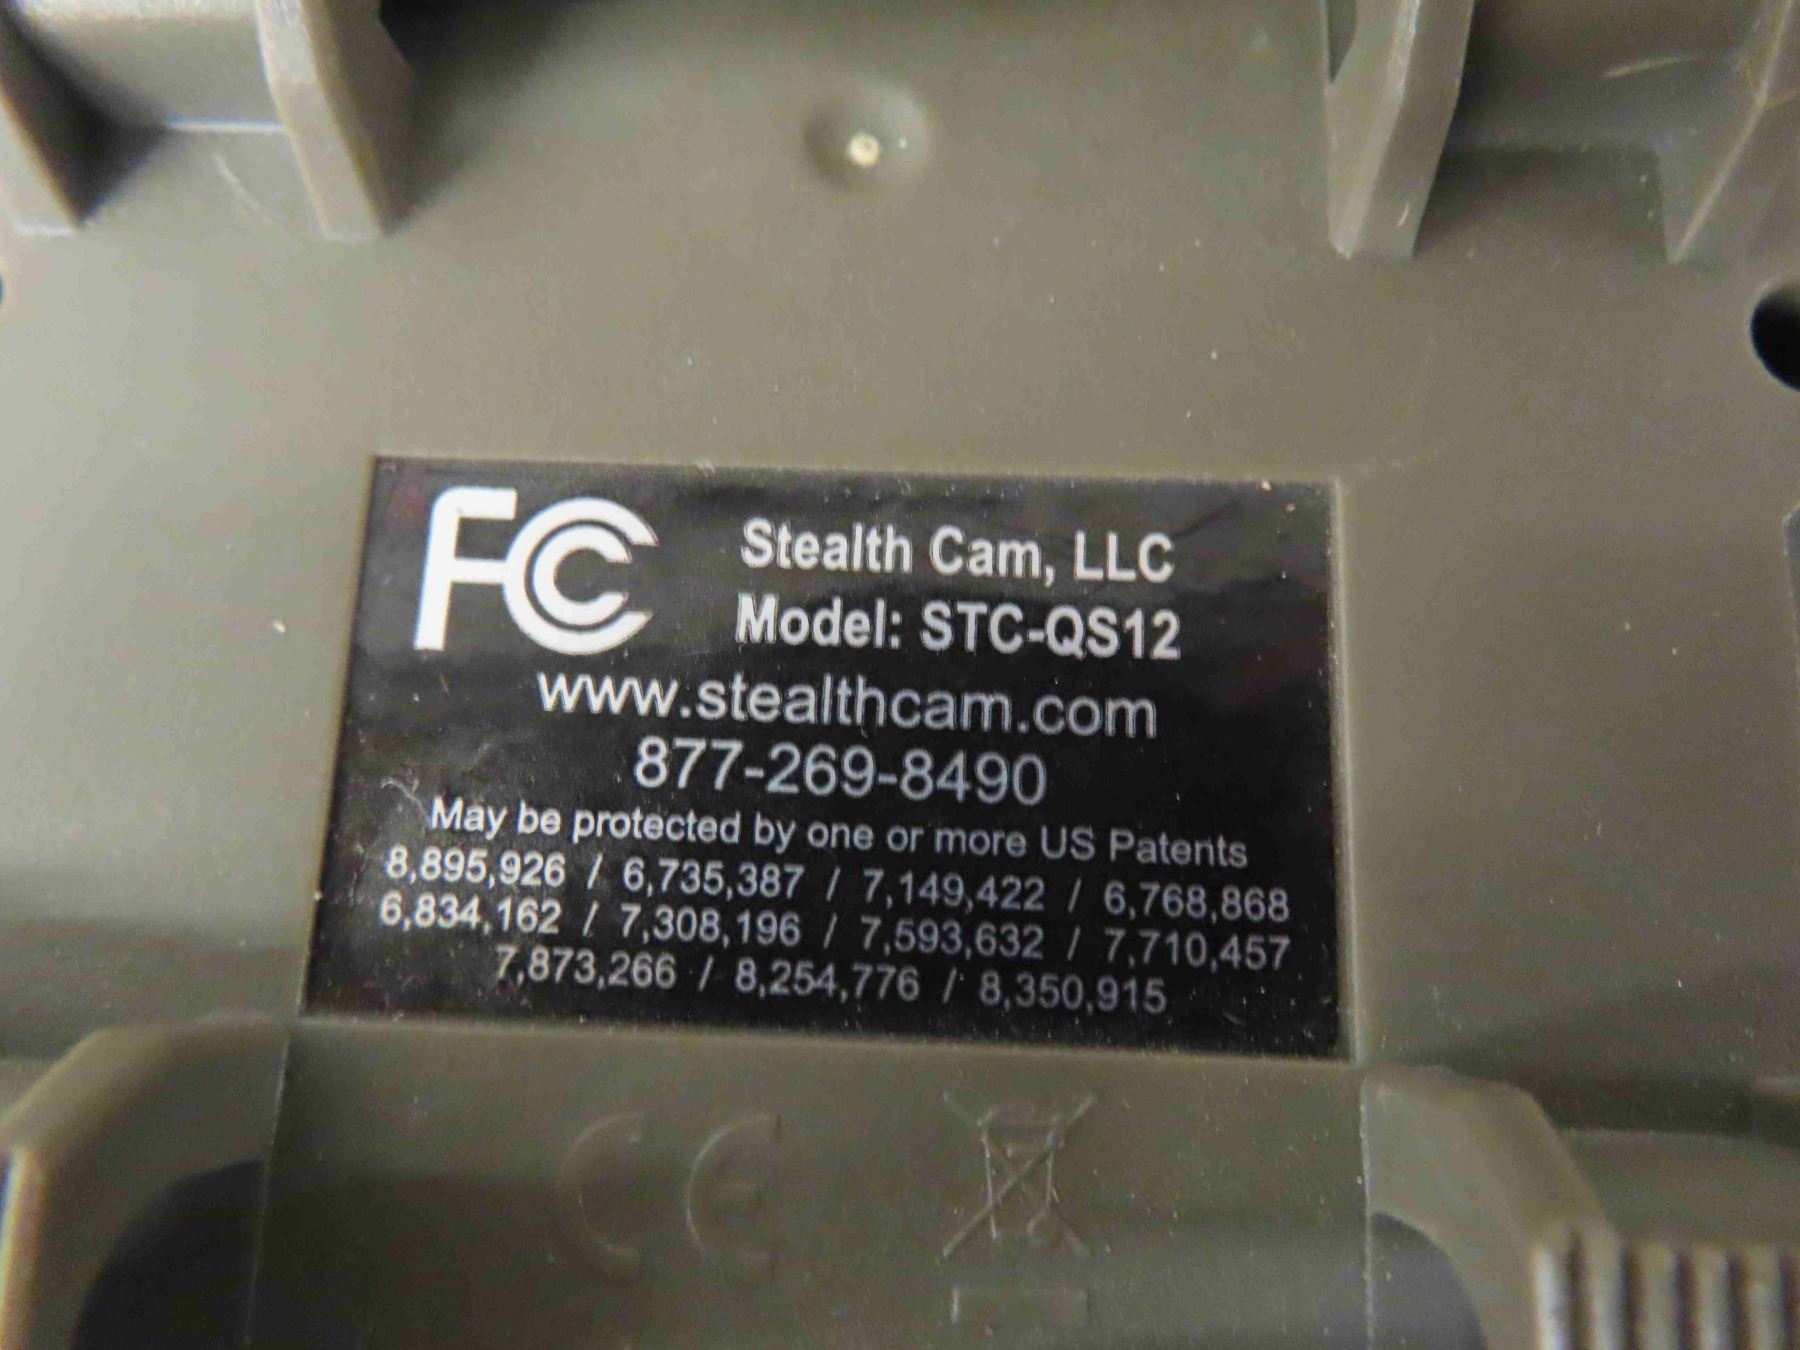 FC Stealth Cam, LLC
Model: STC-QS12
www.stealthcam.com
877-269-8490
May be protected by one or more US Patents
8,895,926 / 6,735,387 / 7,149,422 / 6,768,868
6,834,162 / 7,308,196 / 7,593,632 / 7,710,457
7,873,266 / 8,254,776 / 8,350,915
CE